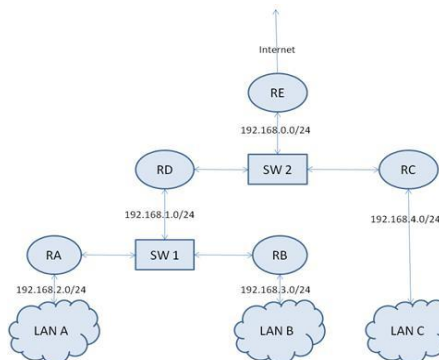 Internet
RE
192.168.0.0/24
RD
SW 2
RC
192.168.1.0/24
192.168.4.0/24
RA
SW 1
RB
192.168.2.0/24
192.168.3.0/24
LAN A
LAN B
LAN C